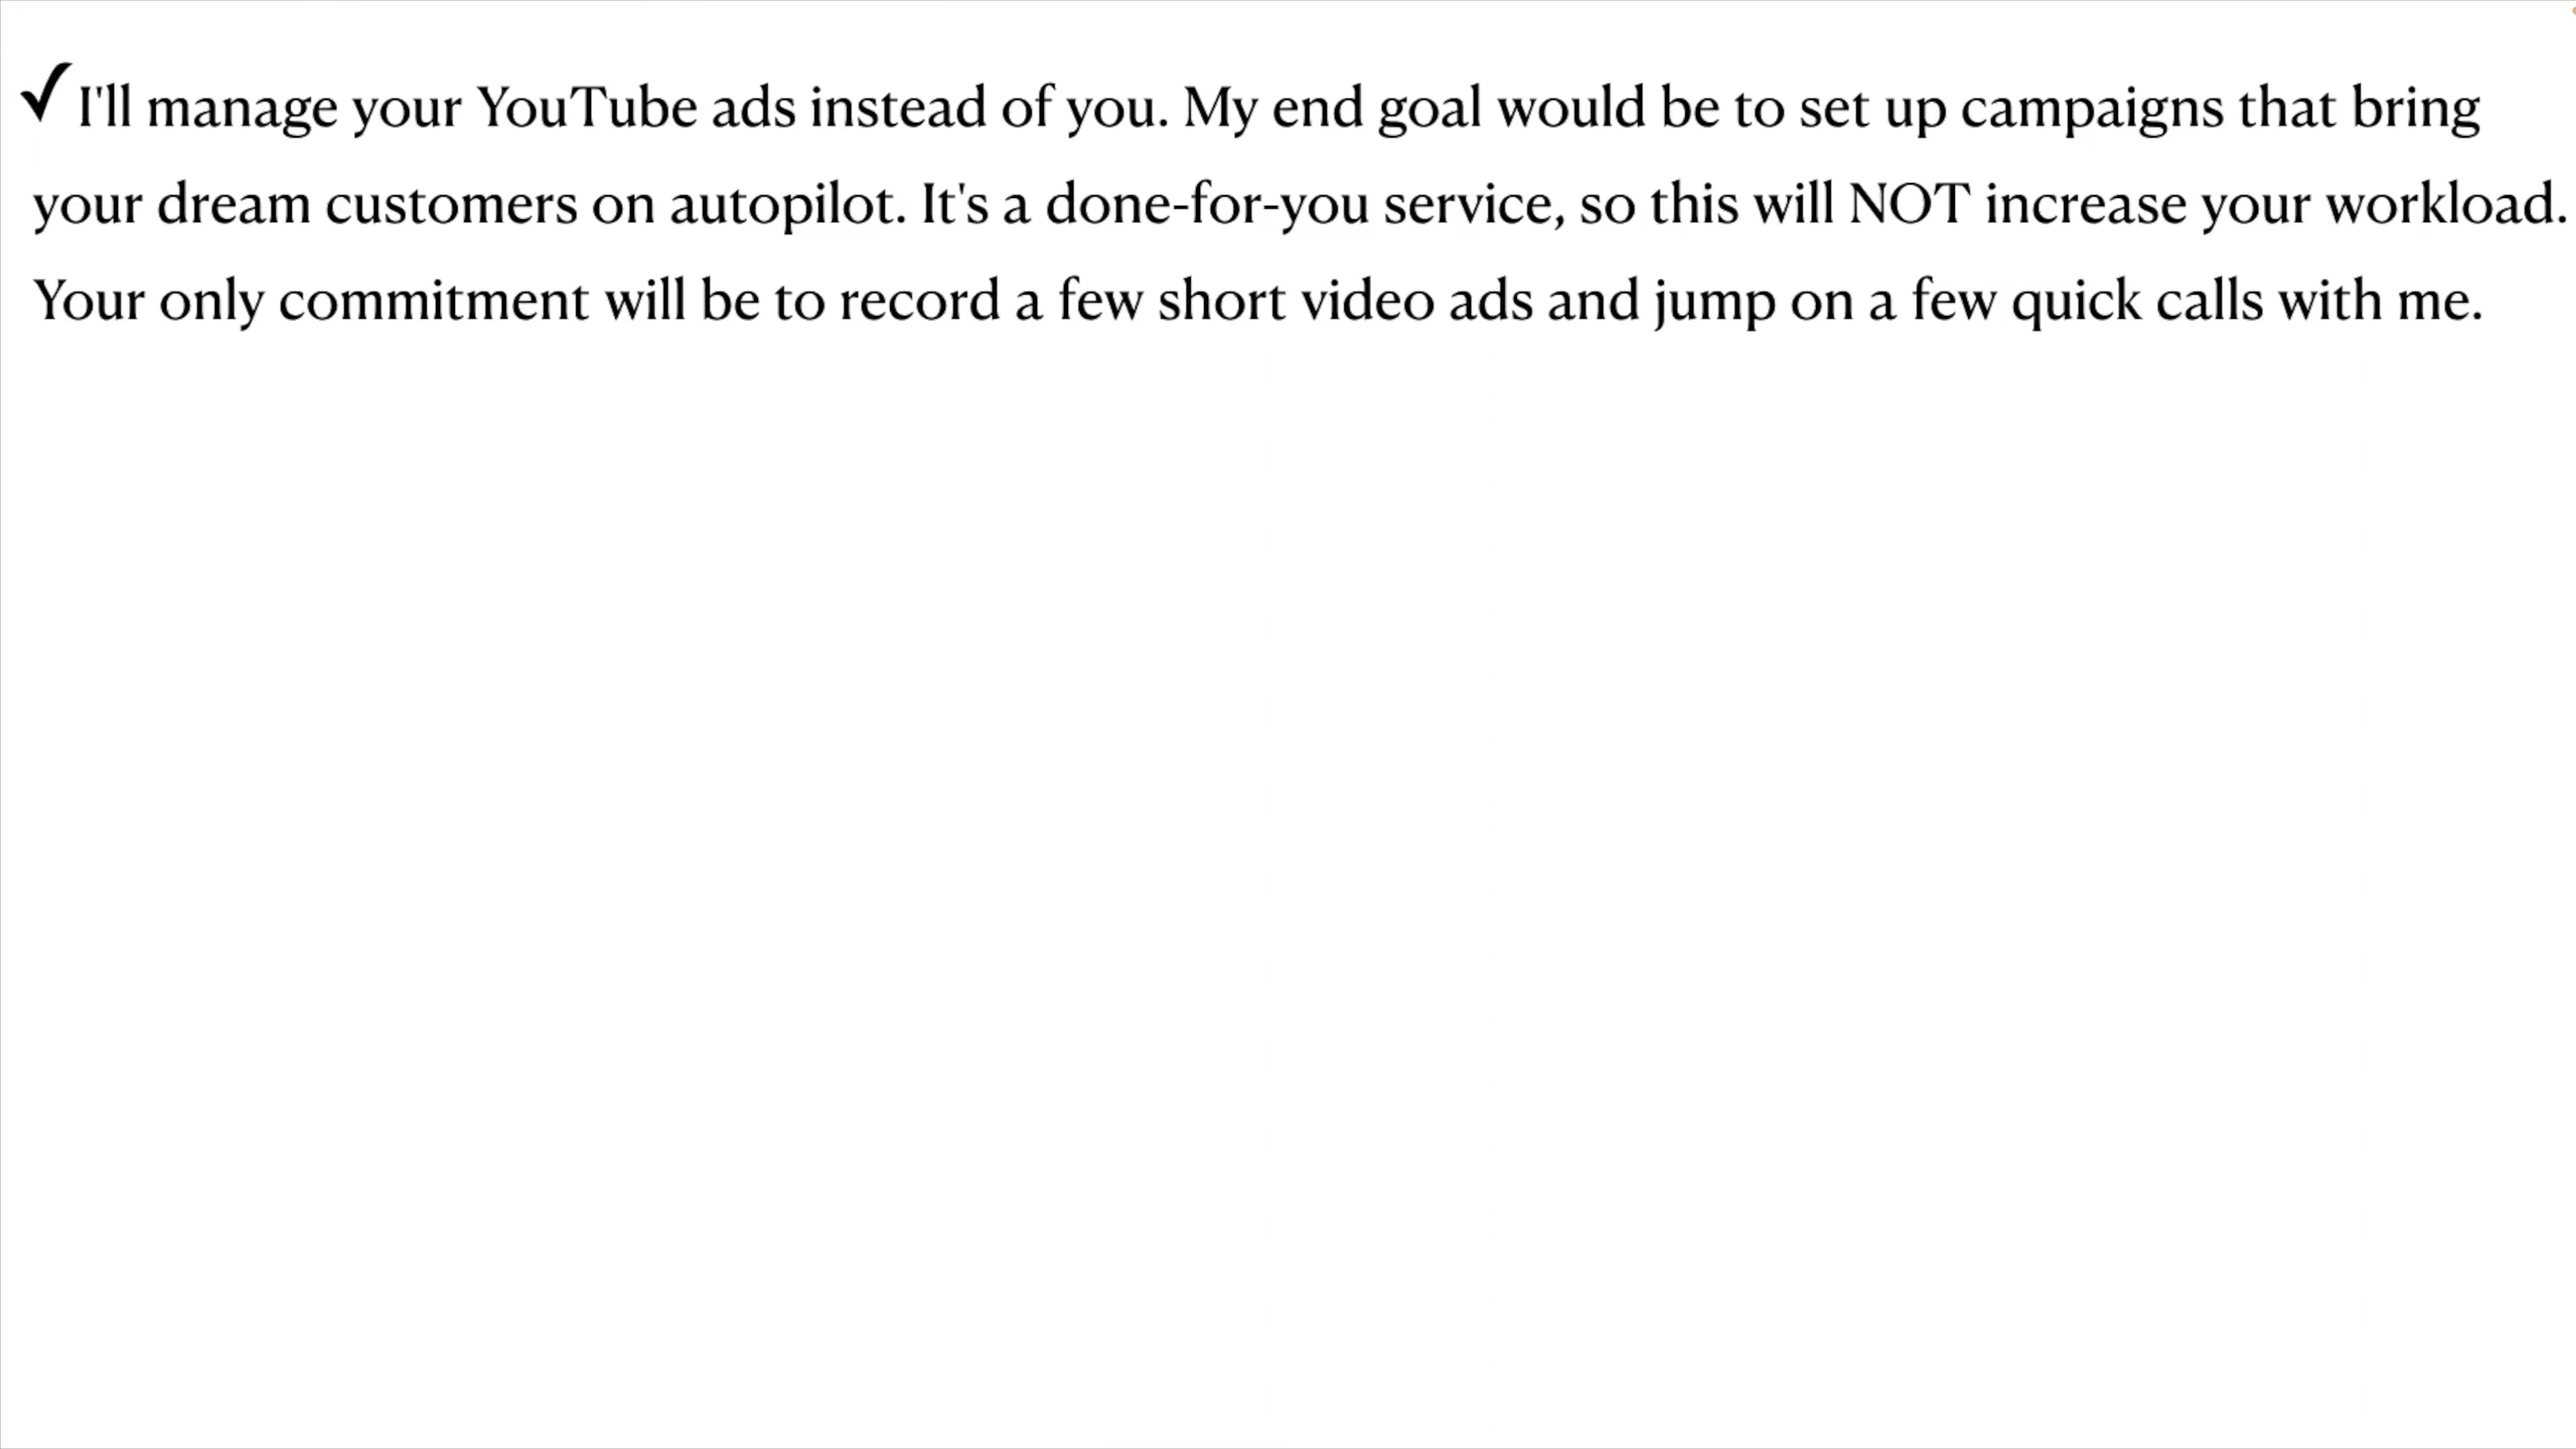 ✓I'll manage your YouTube ads instead of you. My end goal would be to set up campaigns that bring
your dream customers on autopilot. It's a done-for-you service, so this will NOT increase your workload.
Your only commitment will be to record a few short video ads and jump on a few quick calls with me.